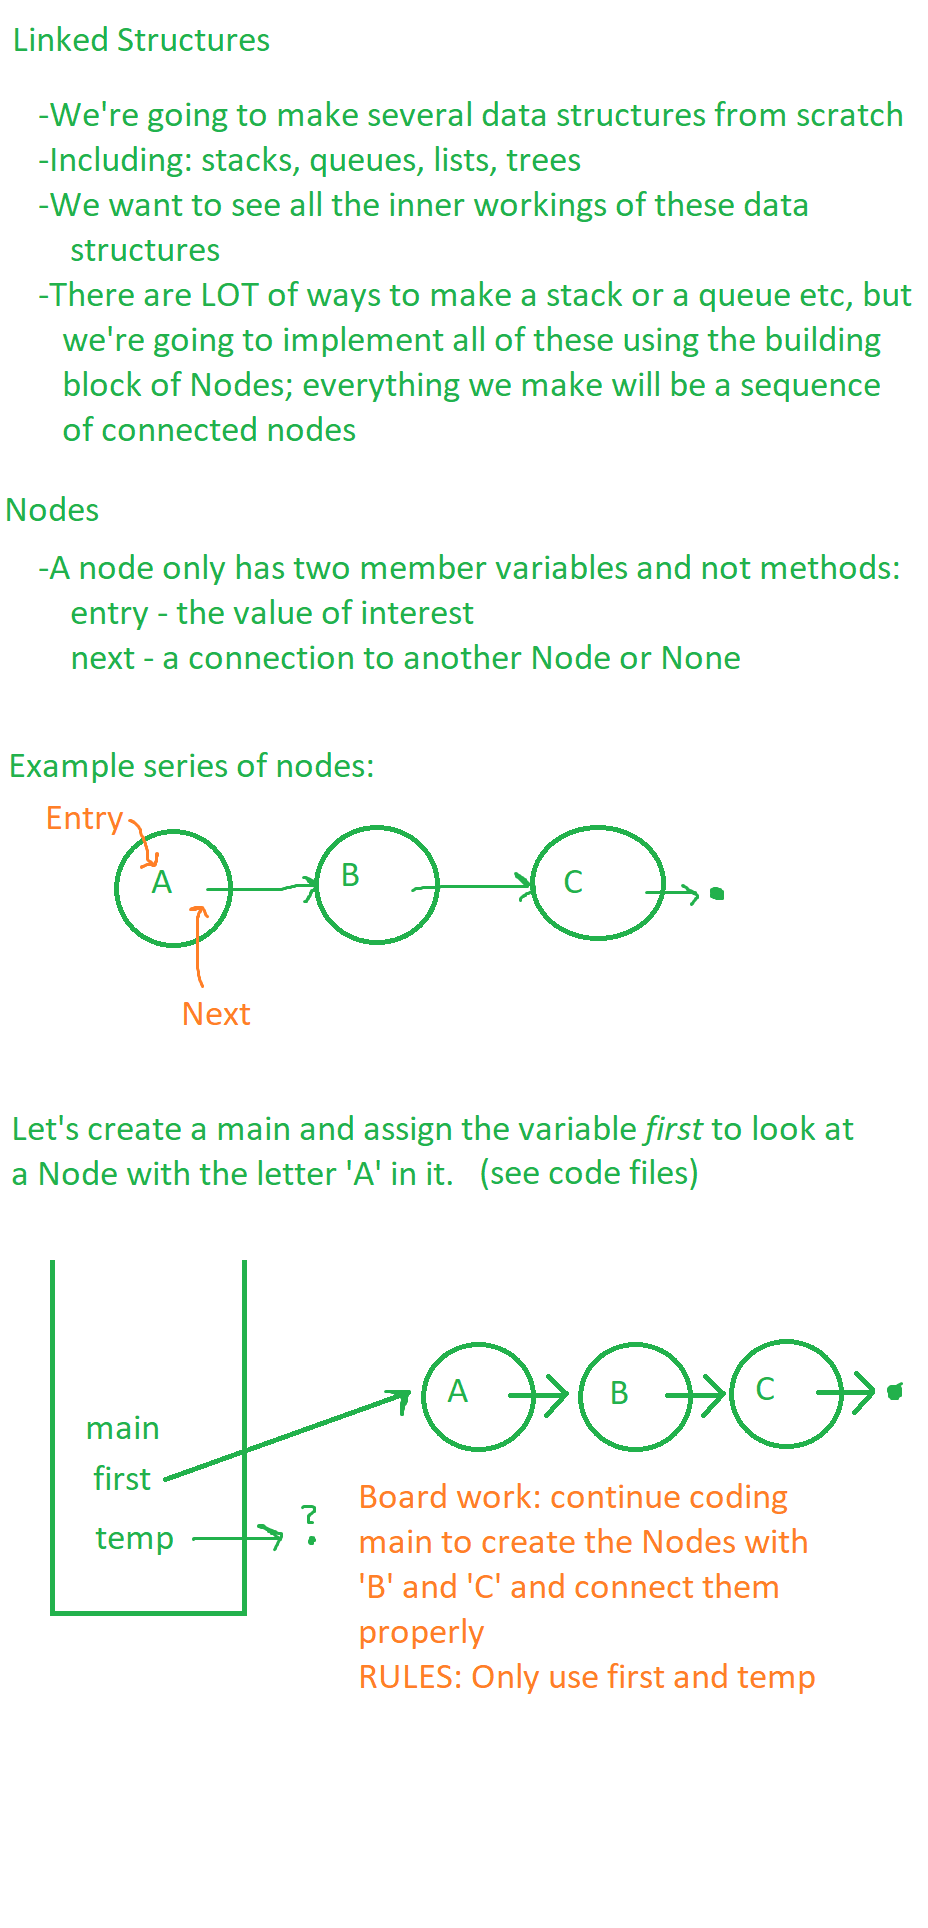 Linked Structures
-We're going to make several data structures from scratch
-Including: stacks, queues, lists, trees
-We want to see all the inner workings of these data
structures
-There are LOT of ways to make a stack or a queue etc, but
we're going to implement all of these using the building
block of Nodes; everything we make will be a sequence
of connected nodes
Nodes
-A node only has two member variables and not methods:
entry - the value of interest
next - a connection to another Node or None
Example series of nodes:
Entry
A
B
C
Next
Let's create a main and assign the variable first to look at
a Node with the letter 'A' in it. (see code files)
A
B
C
main
first
temp
?
Board work: continue coding
main to create the Nodes with
'B' and 'C' and connect them
properly
RULES: Only use first and temp